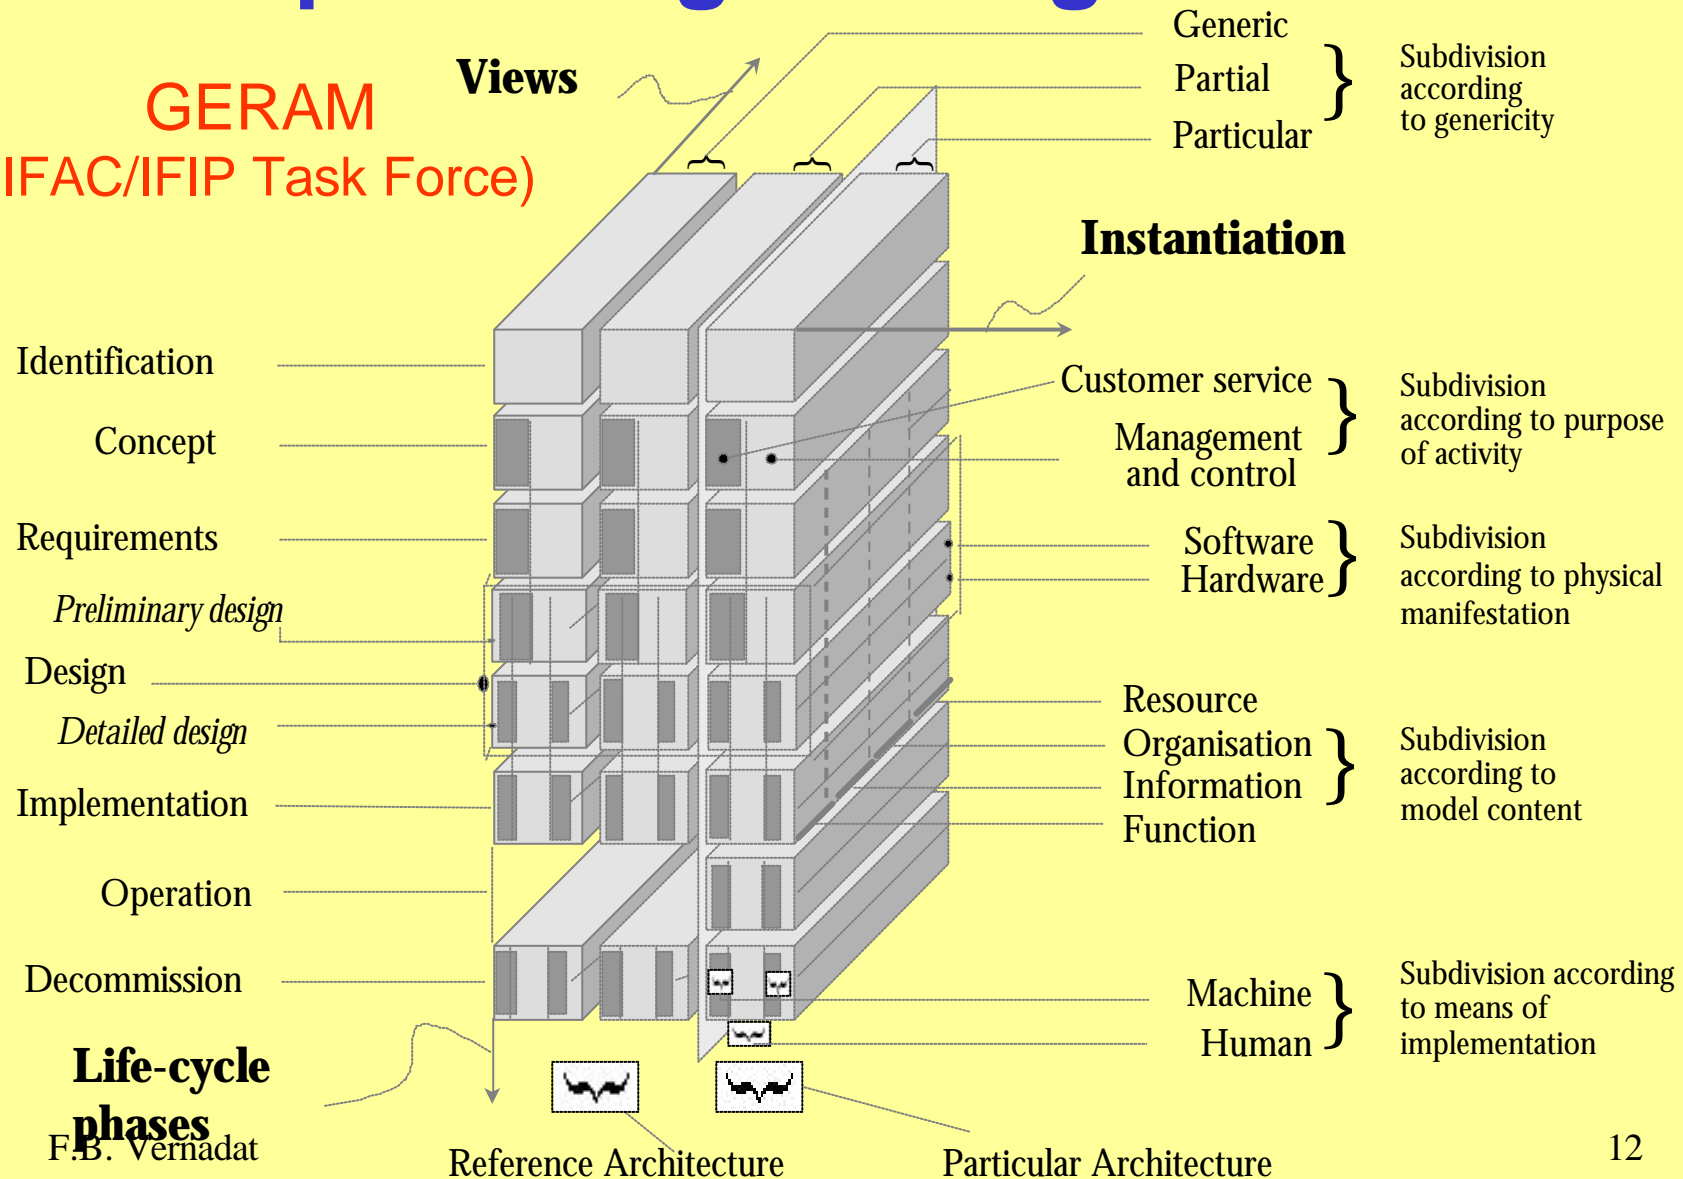 GERAM
IFAC/IFIP Task Force)
Views
Generic
Partial
Particular
Subdivision
according
to genericity
Instantiation
Identification
Concept
Requirements
Preliminary design
Design
Detailed design
Implementation
Operation
Decommission
Customer service
Management
and control
Subdivision
according to purpose
of activity
Software
Hardware
Subdivision
according to physical
manifestation
Resource
Organisation
Information
Function
Subdivision
according to
model content
Machine
Human
Subdivision according
to means of
implementation
Life-cycle
phases
F.B. Vernadat
Reference Architecture
Particular Architecture
12